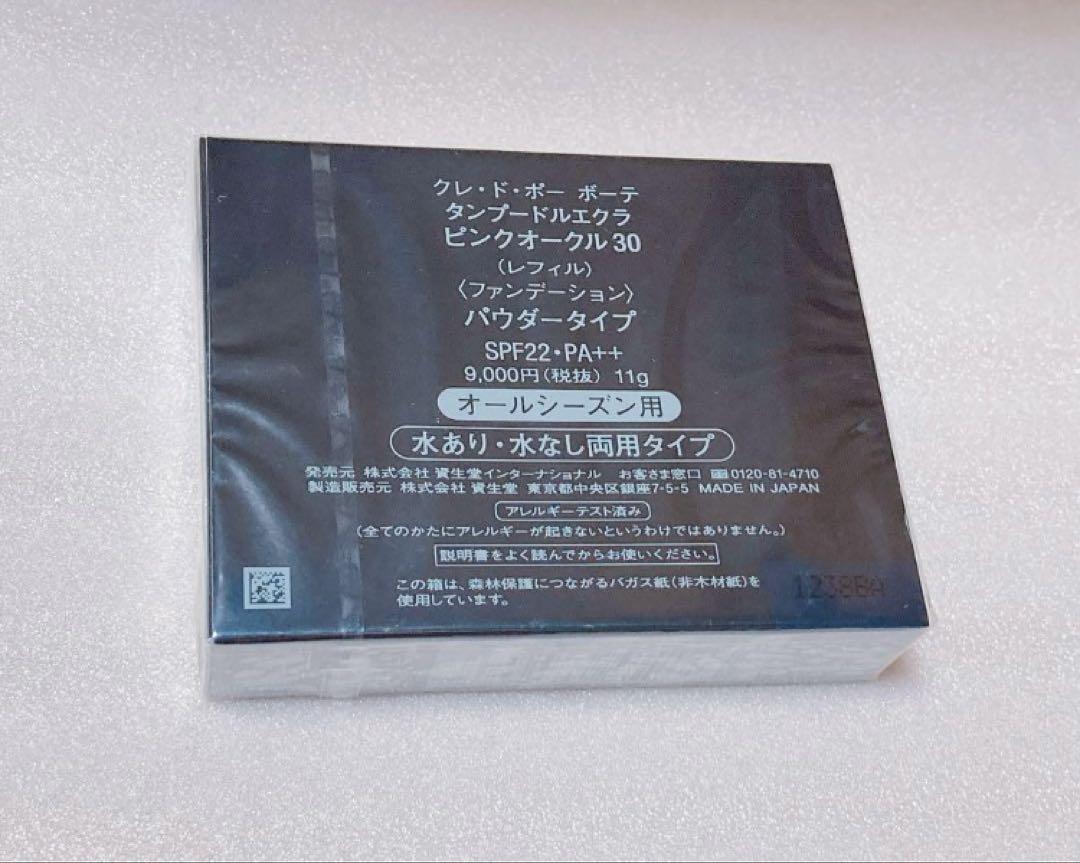 クレ・ド・ポー ボーテ
タンプードルエクラ
ピンクオークル30
（レフィル）
〈ファンデーション〉
パウダータイプ
SPF22・PA++
9,000円（税抜） 11g
オールシーズン用
水あり・水なし両用タイプ
発売元 株式会社 資生堂インターナショナル お客さま窓口 0120-81-4710
製造販売元 株式会社 資生堂 東京都中央区銀座7-5-5 MADE IN JAPAN
アレルギーテスト済み
（全てのかたにアレルギーが起きないというわけではありません。）
説明書をよく読んでからお使いください。
この箱は、森林保護につながるバガス紙（非木材紙）を
使用しています。
1238BA